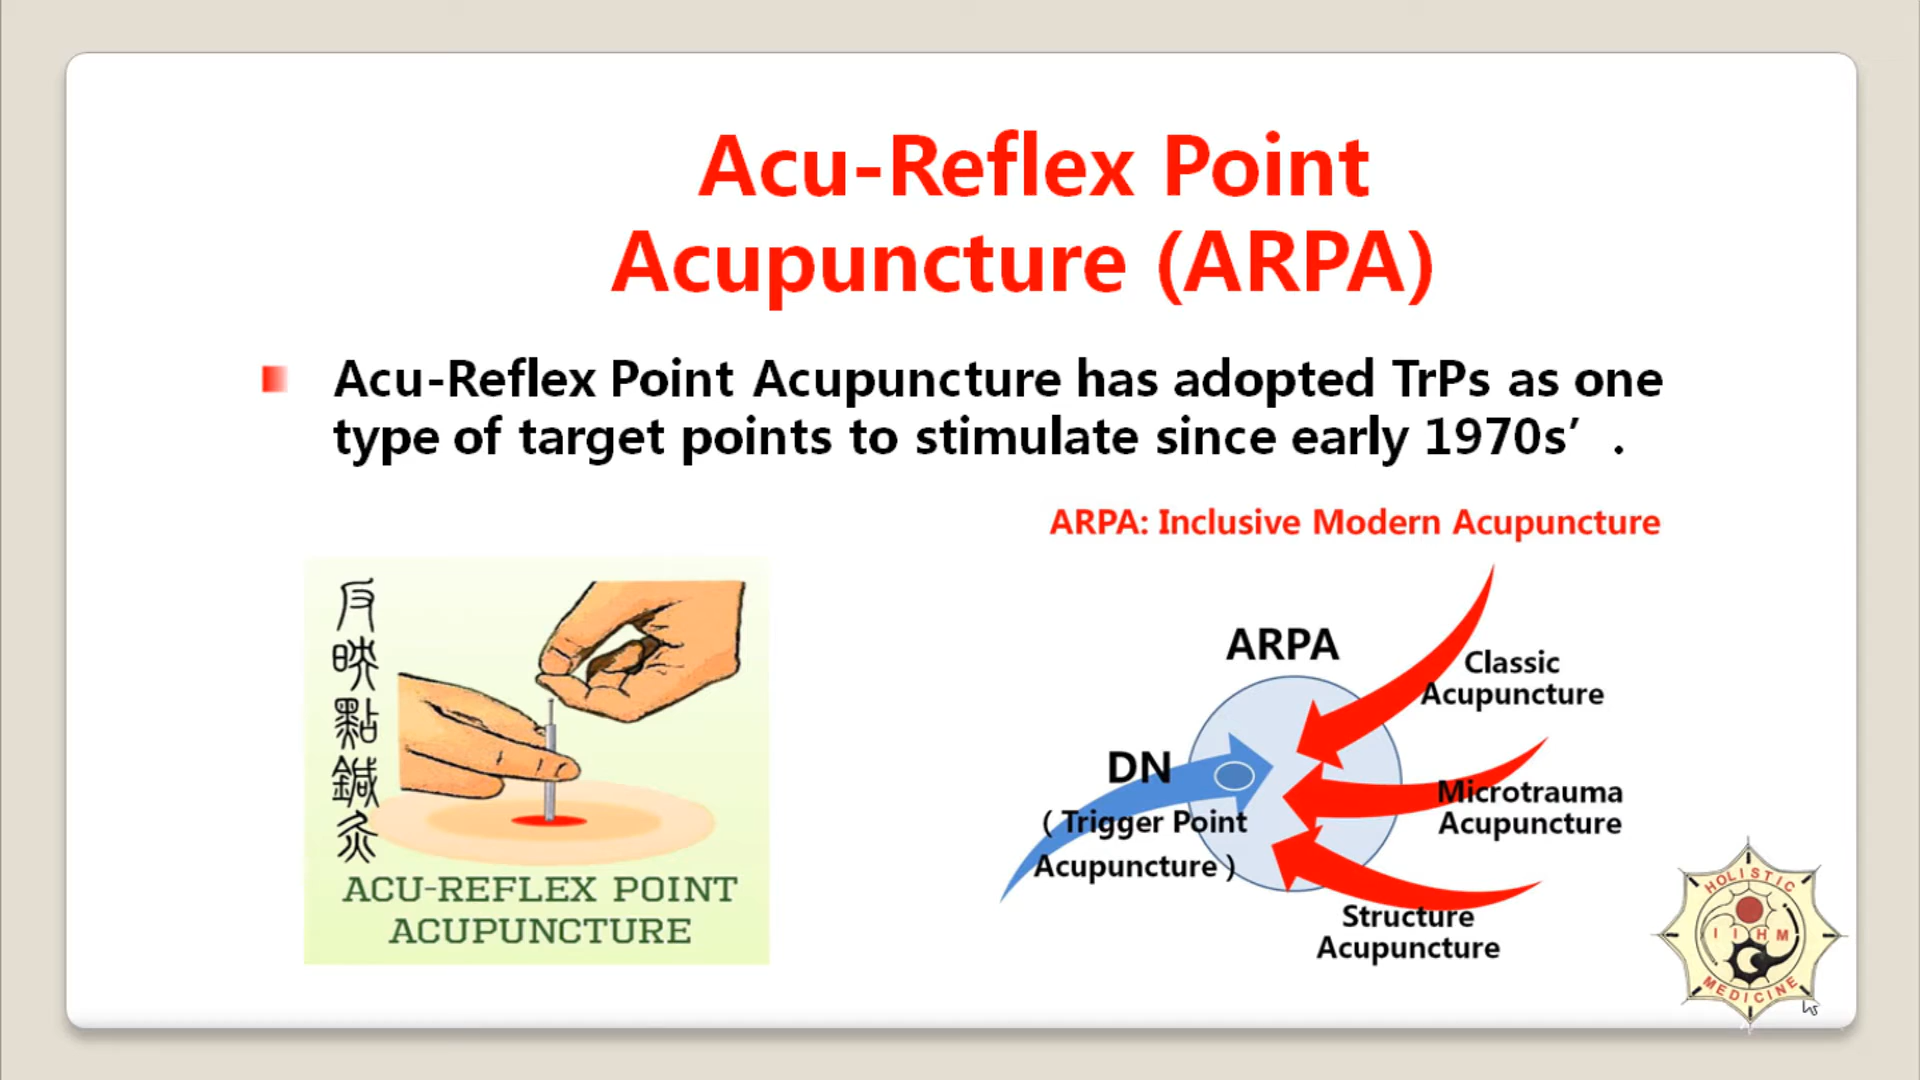 Acu-Reflex Point
Acupuncture (ARPA)
Acu-Reflex Point Acupuncture has adopted TrPs as one
type of target points to stimulate since early 1970s’ .
反映點鍼灸
ACU-REFLEX POINT
ACUPUNCTURE
ARPA: Inclusive Modern Acupuncture
ARPA
Classic
Acupuncture
DN
( Trigger Point
Acupuncture )
Microtrauma
Acupuncture
Structure
Acupuncture
HOLISTIC
I I H M
MEDICINE